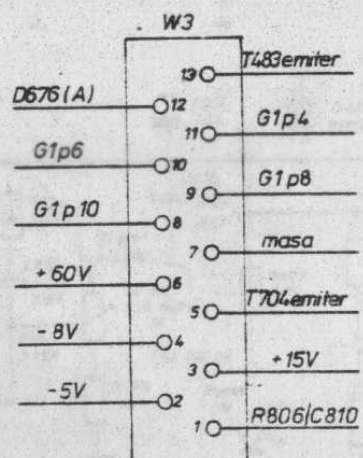 W3
13 T483emiter
D676(A) 12
11 G1p4
G1p6 10
9 G1p8
G1p10 8
7 masa
+60V 6
5 T704emiter
-8V 4
3 +15V
-5V 2
1 R806/C810